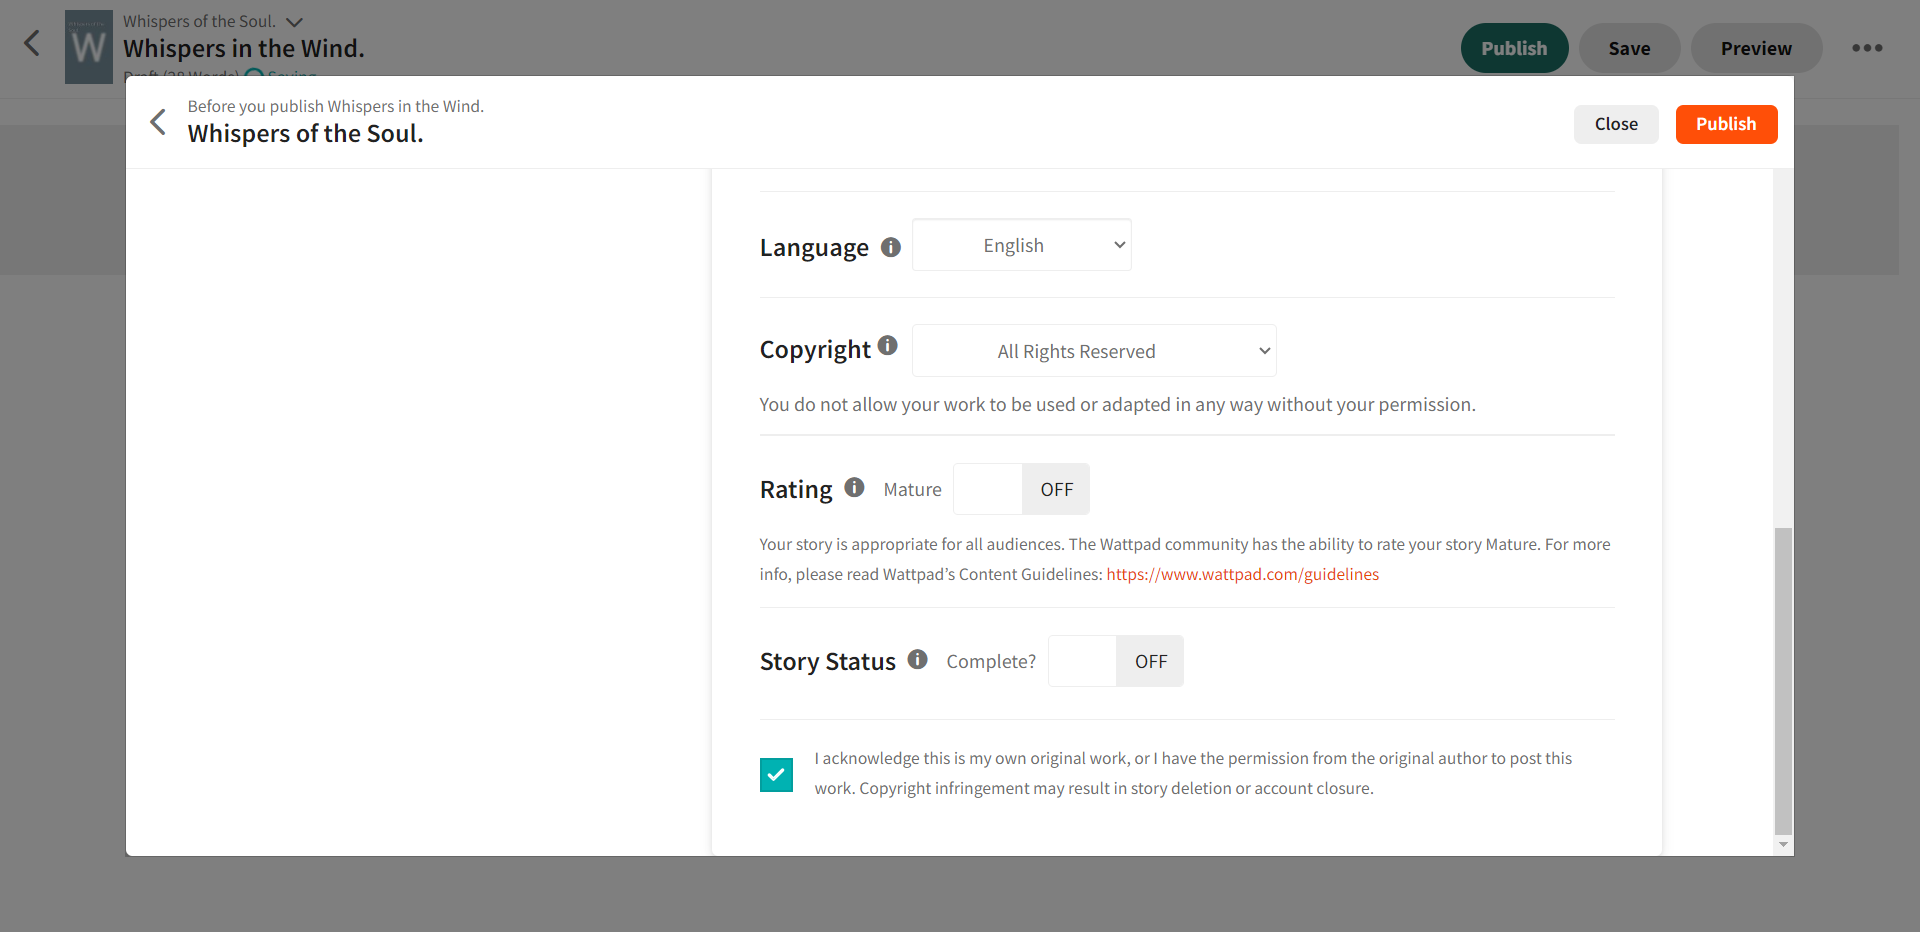 Whispers of the Soul.
Whispers in the Wind.
Draft (28 Words) Saving
Publish
Save
Preview
W
Before you publish Whispers in the Wind.
Whispers of the Soul.
Close
Publish
Language
English
Copyright
All Rights Reserved
You do not allow your work to be used or adapted in any way without your permission.
Rating
Mature
OFF
Your story is appropriate for all audiences. The Wattpad community has the ability to rate your story Mature. For more
info, please read Wattpad’s Content Guidelines: https://www.wattpad.com/guidelines
Story Status
Complete?
OFF
I acknowledge this is my own original work, or I have the permission from the original author to post this
work. Copyright infringement may result in story deletion or account closure.